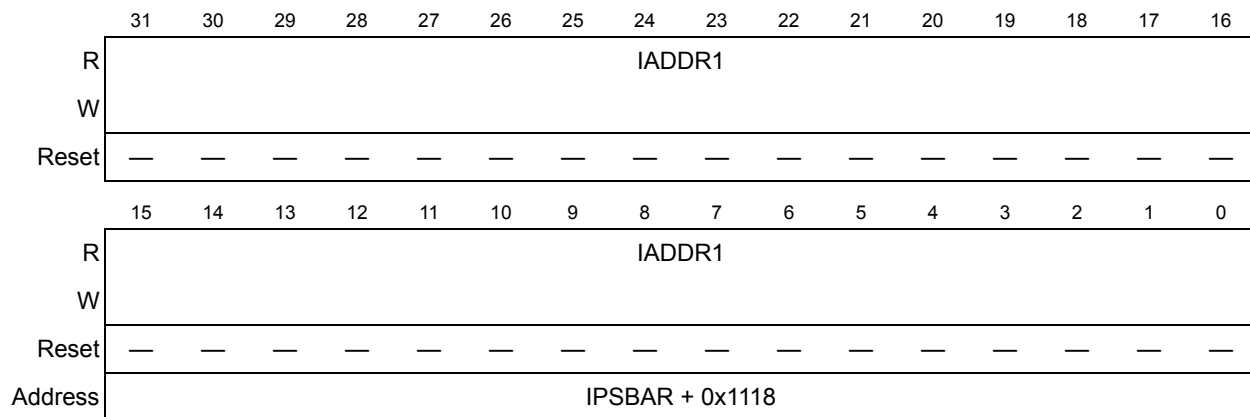 31 30 29 28 27 26 25 24 23 22 21 20 19 18 17 16
R IADDR1
W
Reset — — — — — — — — — — — — — — — —
15 14 13 12 11 10 9 8 7 6 5 4 3 2 1 0
R IADDR1
W
Reset — — — — — — — — — — — — — — — —
Address IPSBAR + 0x1118